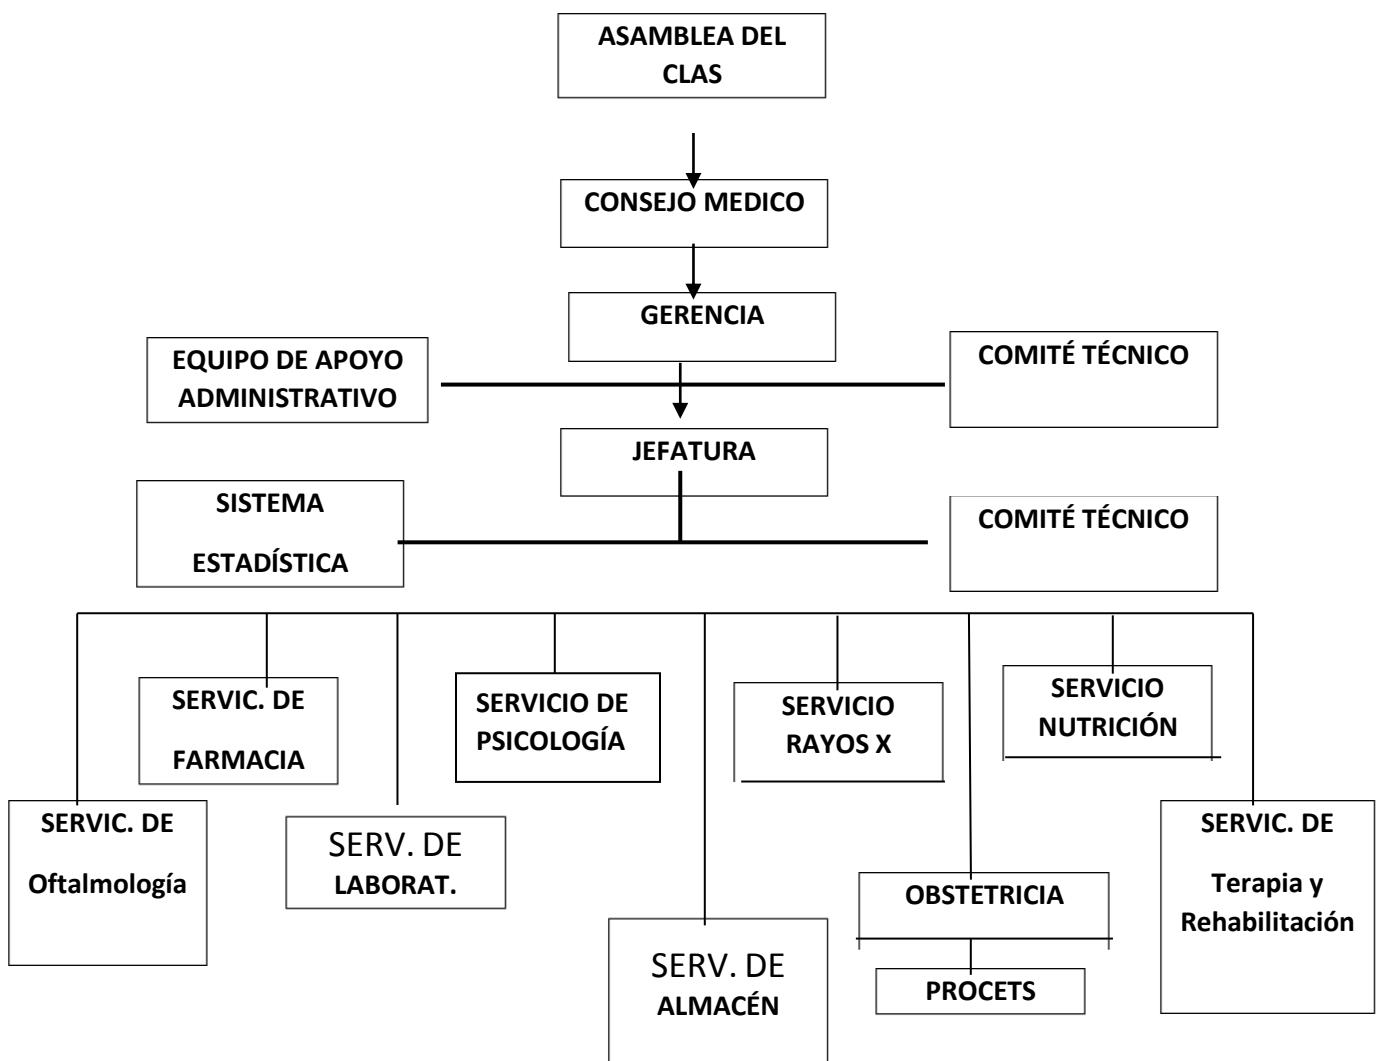 ASAMBLEA DEL
CLAS
CONSEJO MEDICO
GERENCIA
EQUIPO DE APOYO
ADMINISTRATIVO
COMITÉ TÉCNICO
JEFATURA
SISTEMA
ESTADÍSTICA
COMITÉ TÉCNICO
SERVIC. DE
FARMACIA
SERVICIO DE
PSICOLOGÍA
SERVICIO
RAYOS X
SERVICIO
NUTRICIÓN
SERVIC. DE
Oftalmología
SERV. DE
LABORAT.
SERV. DE
ALMACÉN
OBSTETRICIA
PROCETS
SERVIC. DE
Terapia y
Rehabilitación